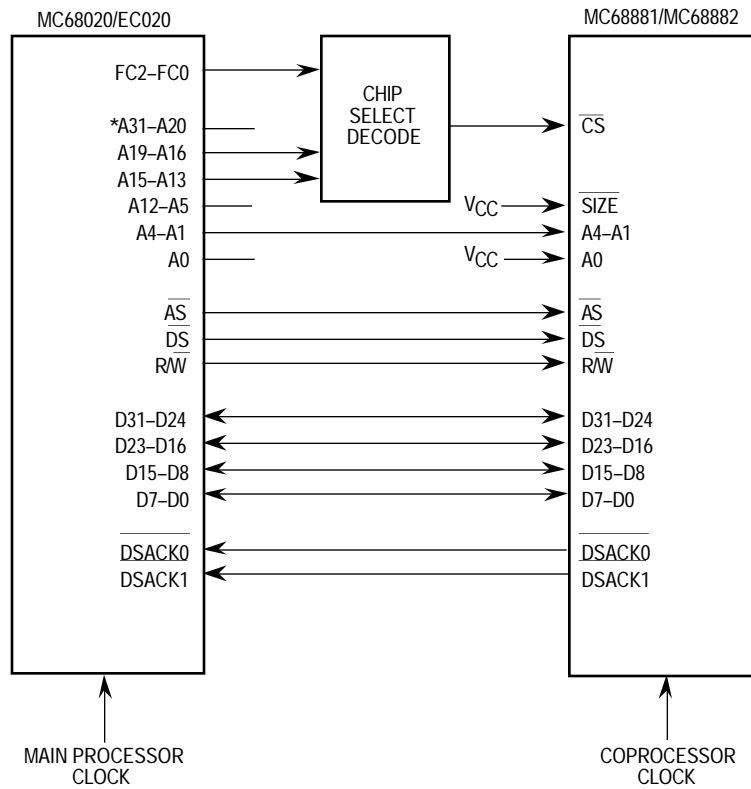 MC68020/EC020
MC68881/MC68882
FC2–FC0
*A31–A20
A19–A16
A15–A13
A12–A5
A4–A1
A0
AS
DS
R/W
D31–D24
D23–D16
D15–D8
D7–D0
DSACK0
DSACK1
CHIP
SELECT
DECODE
VCC
VCC
CS
SIZE
A4–A1
A0
AS
DS
R/W
D31–D24
D23–D16
D15–D8
D7–D0
DSACK0
DSACK1
MAIN PROCESSOR
CLOCK
COPROCESSOR
CLOCK